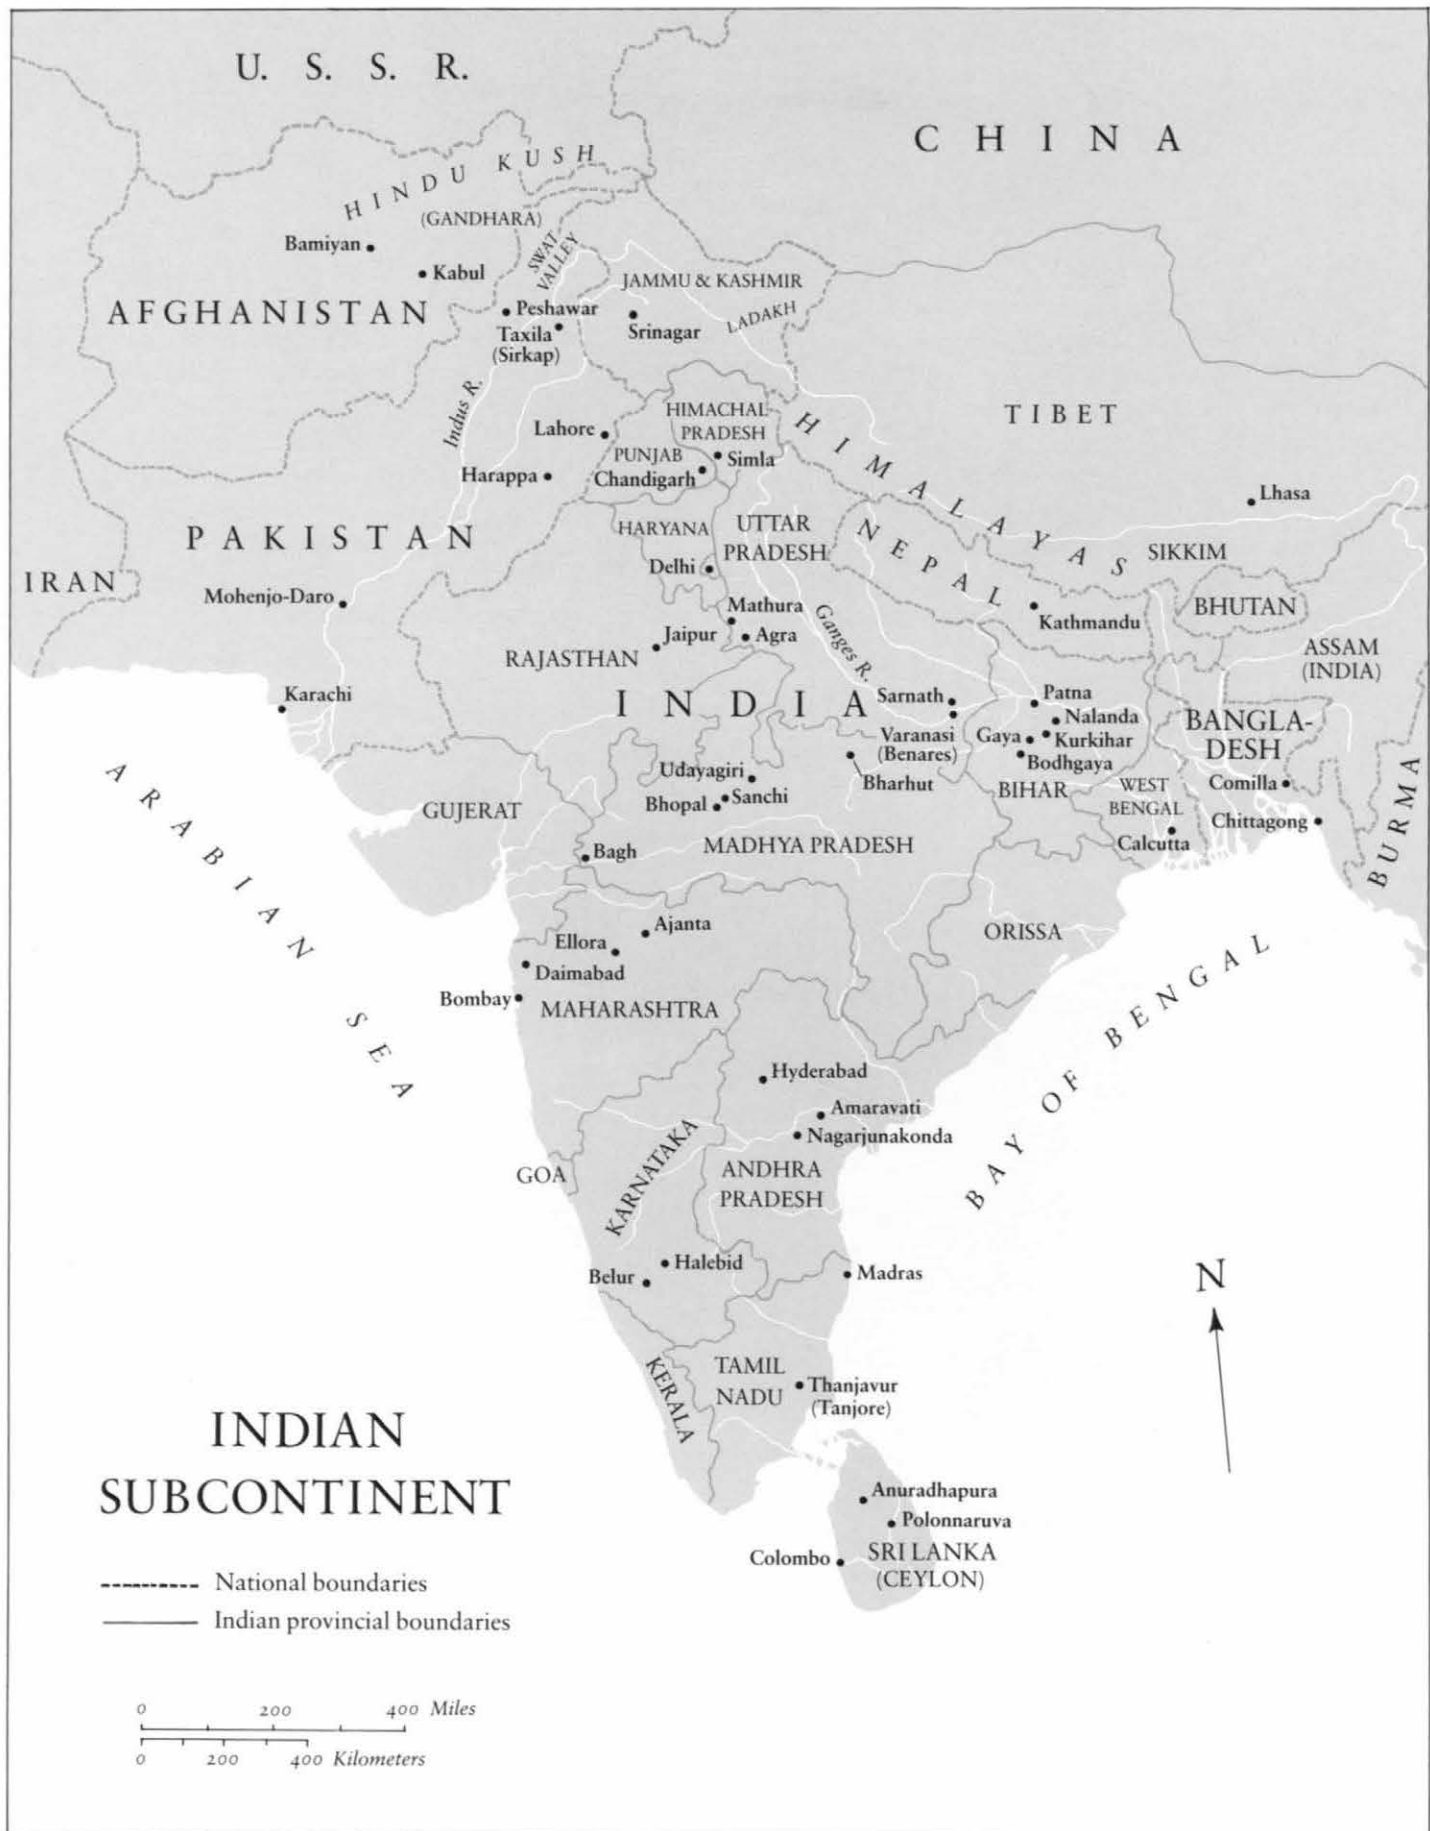 U. S. S. R.
CHINA
HINDU KUSH
(GANDHARA)
Bamiyan
SWAT
VALLEY
Kabul
JAMMU & KASHMIR
AFGHANISTAN
Peshawar
LADAKH
Taxila
(Sirkap)
Srinagar
Indus R.
HIMACHAL
PRADESH
TIBET
HIMALAYAS
Lahore
PUNJAB
Simla
Harappa
Chandigarh
Lhasa
PAKISTAN
HARYANA
UTTAR
PRADESH
NEPAL
SIKKIM
IRAN
Delhi
Mohenjo-Daro
BHUTAN
Mathura
Kathmandu
Jaipur
Agra
Ganges R.
ASSAM
(INDIA)
RAJASTHAN
Karachi
INDIA
Sarnath
Patna
Nalanda
BANGLA-
DESH
Varanasi
(Benares)
Gaya
Kurkihar
Bodhgaya
Udayagiri
Bharhut
BIHAR
WEST
BENGAL
Comilla
Bhopal
Sanchi
GUJERAT
Chittagong
BURMA
ARABIAN SEA
Bagh
MADHYA PRADESH
Calcutta
Ajanta
ORISSA
Ellora
Daimabad
Bombay
MAHARASHTRA
BAY OF BENGAL
Hyderabad
Amaravati
Nagarjunakonda
KARNATAKA
GOA
ANDHRA
PRADESH
Halebid
Belur
Madras
N
KERALA
TAMIL
NADU
Thanjavur
(Tanjore)
INDIAN
SUBCONTINENT
Anuradhapura
Polonnaruva
Colombo
SRI LANKA
(CEYLON)
National boundaries
Indian provincial boundaries
0 200 400 Miles
0 200 400 Kilometers